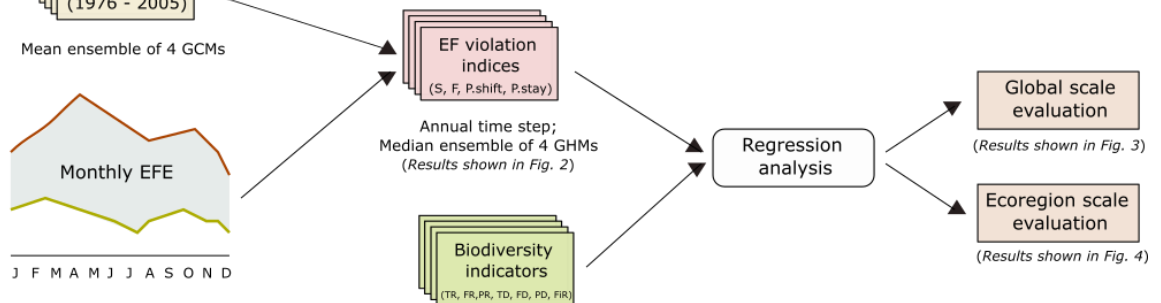 (1976 - 2005)
Mean ensemble of 4 GCMs
Monthly EFE
J F M A M J J A S O N D
EF violation
indices
(S, F, P.shift, P.stay)
Annual time step;
Median ensemble of 4 GHMs
(Results shown in Fig. 2)
Biodiversity
indicators
(TR, FR,PR, TD, FD, PD, FiR)
Regression
analysis
Global scale
evaluation
(Results shown in Fig. 3)
Ecoregion scale
evaluation
(Results shown in Fig. 4)